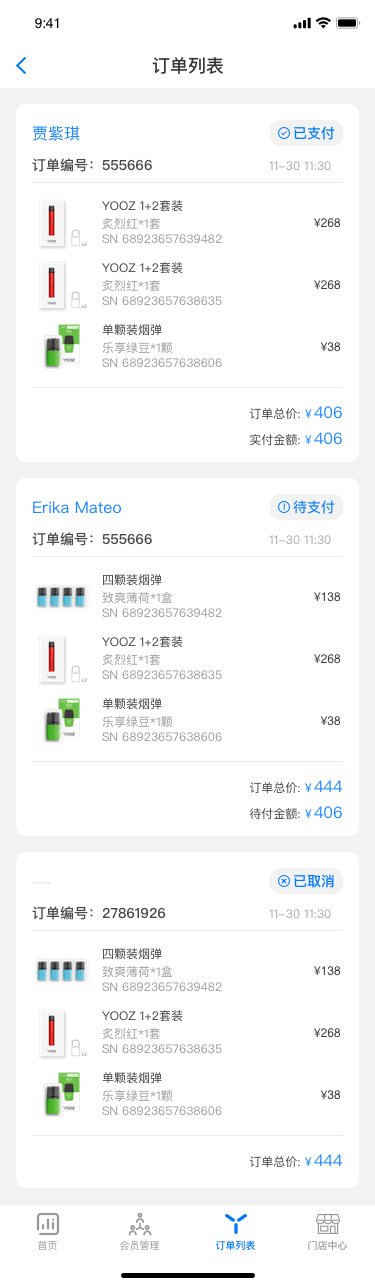 9:41
订单列表
贾紫琪
已支付
订单编号：555666
11-30 11:30
YOOZ 1+2套装
炙烈红*1套
¥268
SN 68923657639482
YOOZ 1+2套装
炙烈红*1套
¥268
SN 68923657638635
单颗装烟弹
乐享绿豆*1颗
¥38
SN 68923657638606
订单总价: ¥406
实付金额: ¥406
Erika Mateo
待支付
订单编号：555666
11-30 11:30
四颗装烟弹
致爽薄荷*1盒
¥138
SN 68923657639482
YOOZ 1+2套装
炙烈红*1套
¥268
SN 68923657638635
单颗装烟弹
乐享绿豆*1颗
¥38
SN 68923657638606
订单总价: ¥444
待付金额: ¥406
已取消
订单编号：27861926
11-30 11:30
四颗装烟弹
致爽薄荷*1盒
¥138
SN 68923657639482
YOOZ 1+2套装
炙烈红*1套
¥268
SN 68923657638635
单颗装烟弹
乐享绿豆*1颗
¥38
SN 68923657638606
订单总价: ¥444
首页
会员管理
订单列表
门店中心